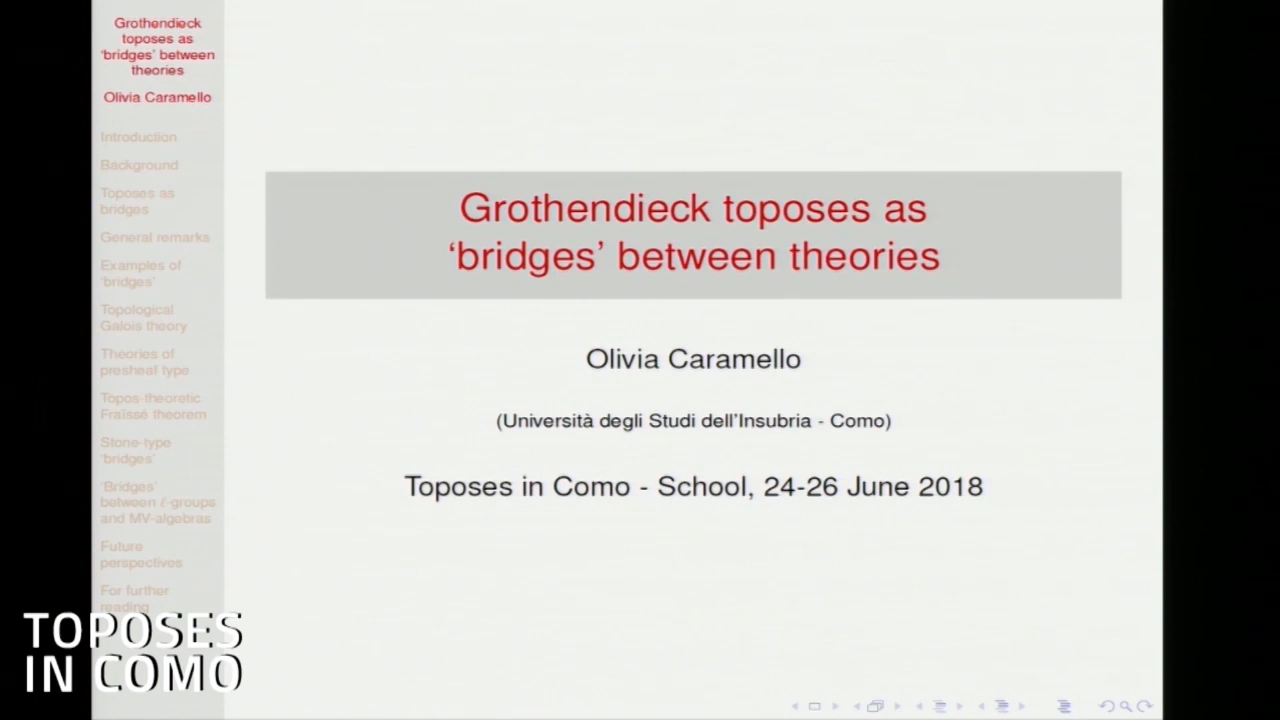 Grothendieck
toposes as
‘bridges’ between
theories
Olivia Caramello
Introduction
Background
Toposes as
bridges
General remarks
Examples of
‘bridges’
Topological
Galois theory
Theories of
presheaf type
Topos-theoretic
Fraïssé theorem
Stone-type
‘bridges’
‘Bridges’
between ℓ-groups
and MV-algebras
Future
perspectives
For further
reading
Grothendieck toposes as
‘bridges’ between theories
Olivia Caramello
(Università degli Studi dell’Insubria - Como)
Toposes in Como - School, 24-26 June 2018
TOPOSES
IN COMO